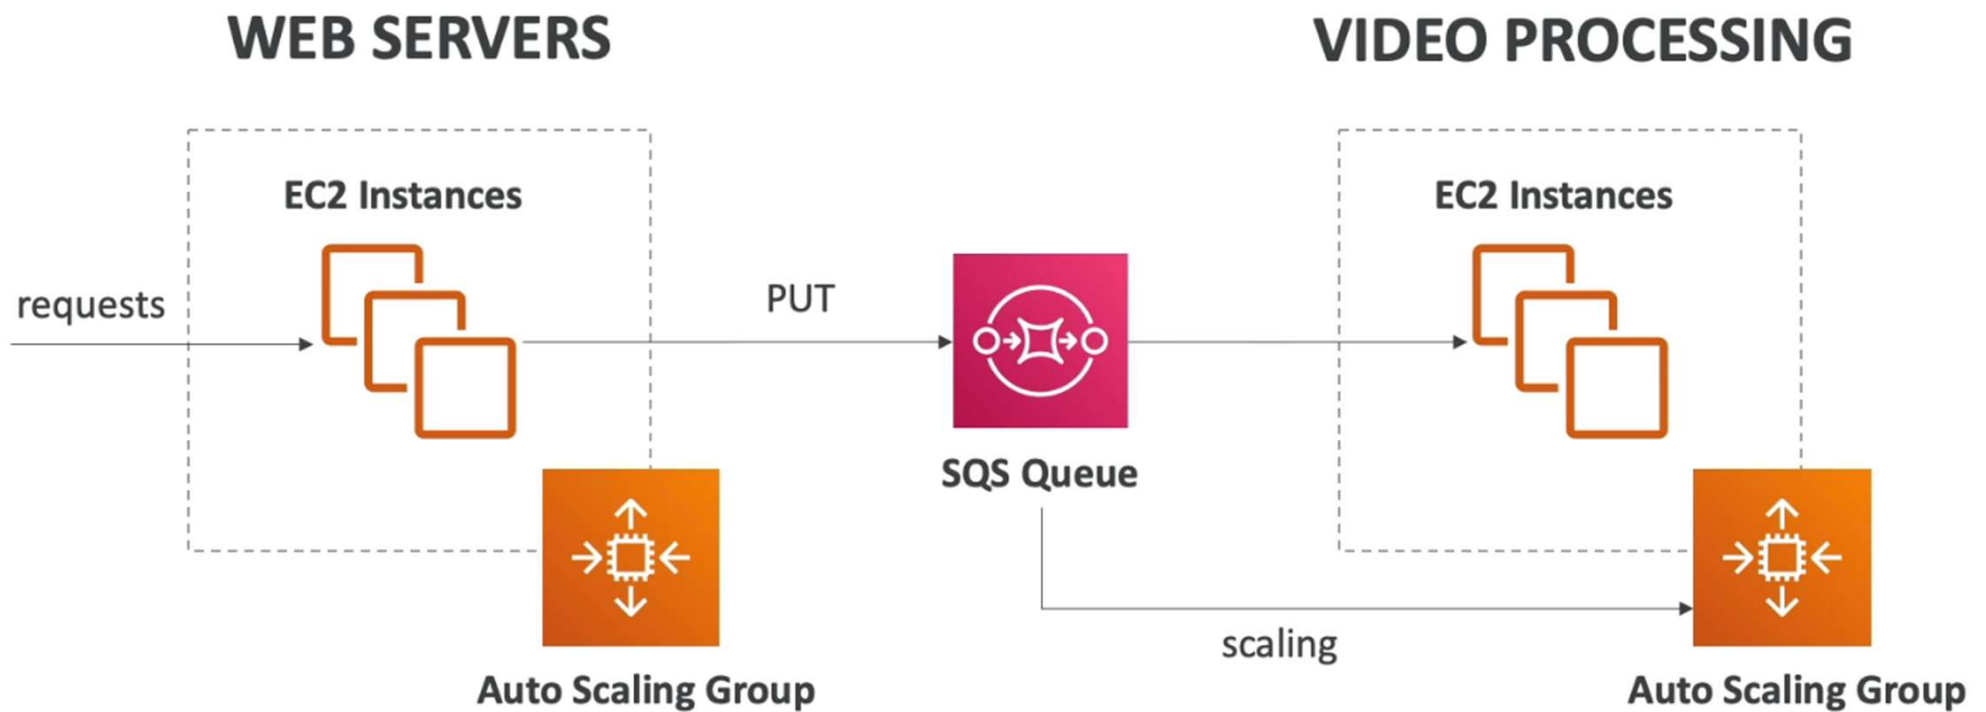 WEB SERVERS
VIDEO PROCESSING
EC2 Instances
EC2 Instances
requests
PUT
SQS Queue
scaling
Auto Scaling Group
Auto Scaling Group